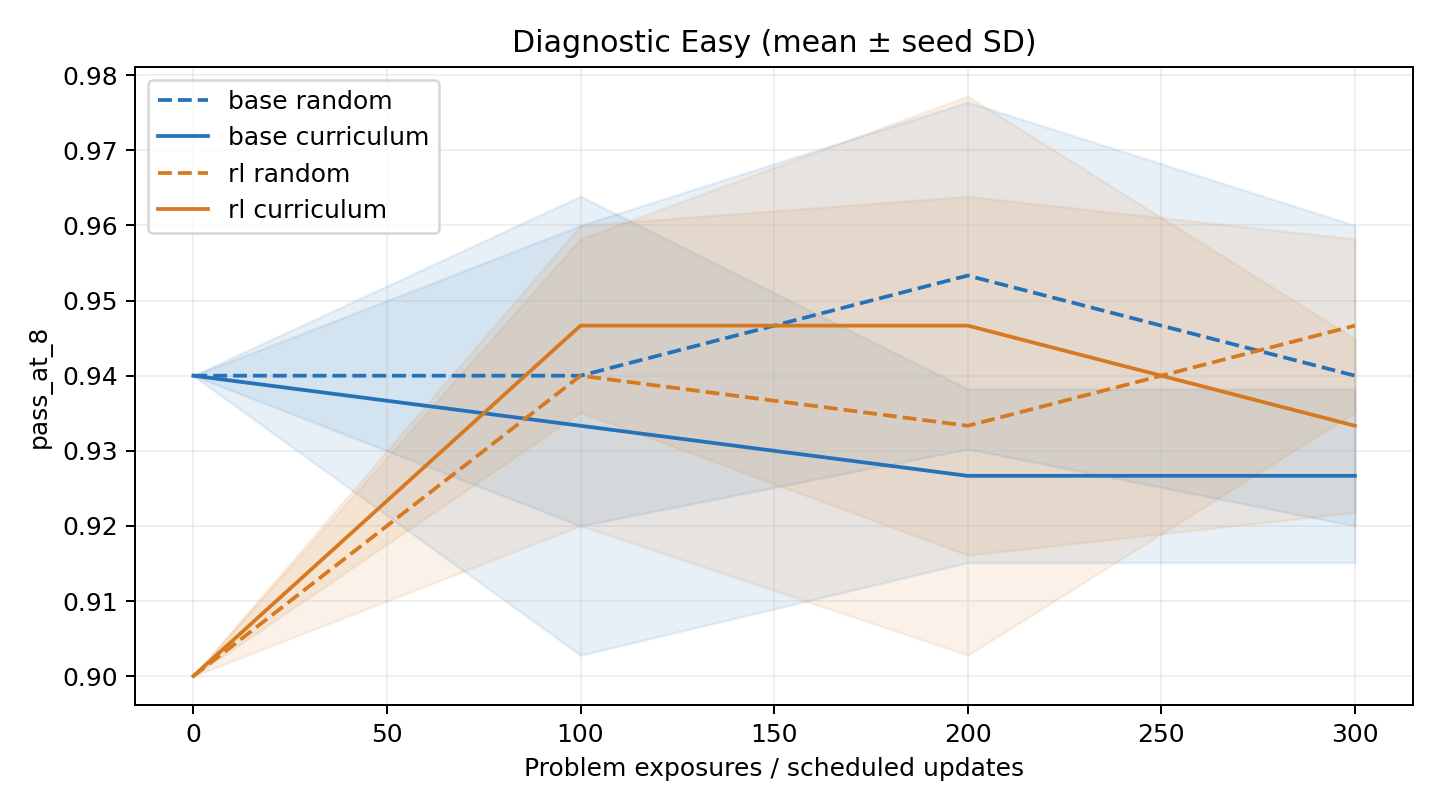 Diagnostic Easy (mean ± seed SD)
base random
base curriculum
rl random
rl curriculum
0.98
0.97
0.96
0.95
0.94
0.93
0.92
0.91
0.90
pass_at_8
0 50 100 150 200 250 300
Problem exposures / scheduled updates